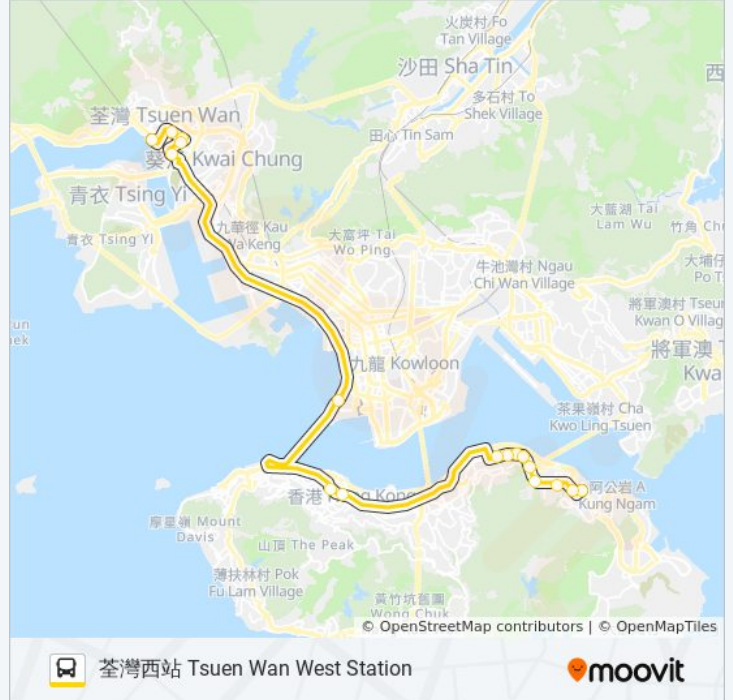 火炭村 Fo
Tan Village
沙田 Sha Tin
西
多石村 To
Shek Village
荃灣 Tsuen Wan
田心 Tin Sam
Kwai Chung
青衣 Tsing Yi
大藍湖 Tai
Lam Wu
竹角 Che
九華徑 Kau
Wa Keng
大窩坪 Tai
Wo Ping
青衣 Tsing Yi
牛池灣村 Ngau
Chi Wan Village
大埔仔
Po T
將軍澳村 Tseun
Kwan O Villag
將軍澳 T
Kwa
九龍 Kowloon
茶果嶺村 Cha
Kwo Ling Tsuen
阿公岩 A
Kung Ngam
香港
ng Kong
摩星嶺 Mount
Davis
山頂 The Peak
薄扶林村 Pok
Fu Lam Village
黃竹坑舊圍
Wong Chuk
© OpenStreetMap contributors | © OpenMapTiles
荃灣西站 Tsuen Wan West Station
moovit